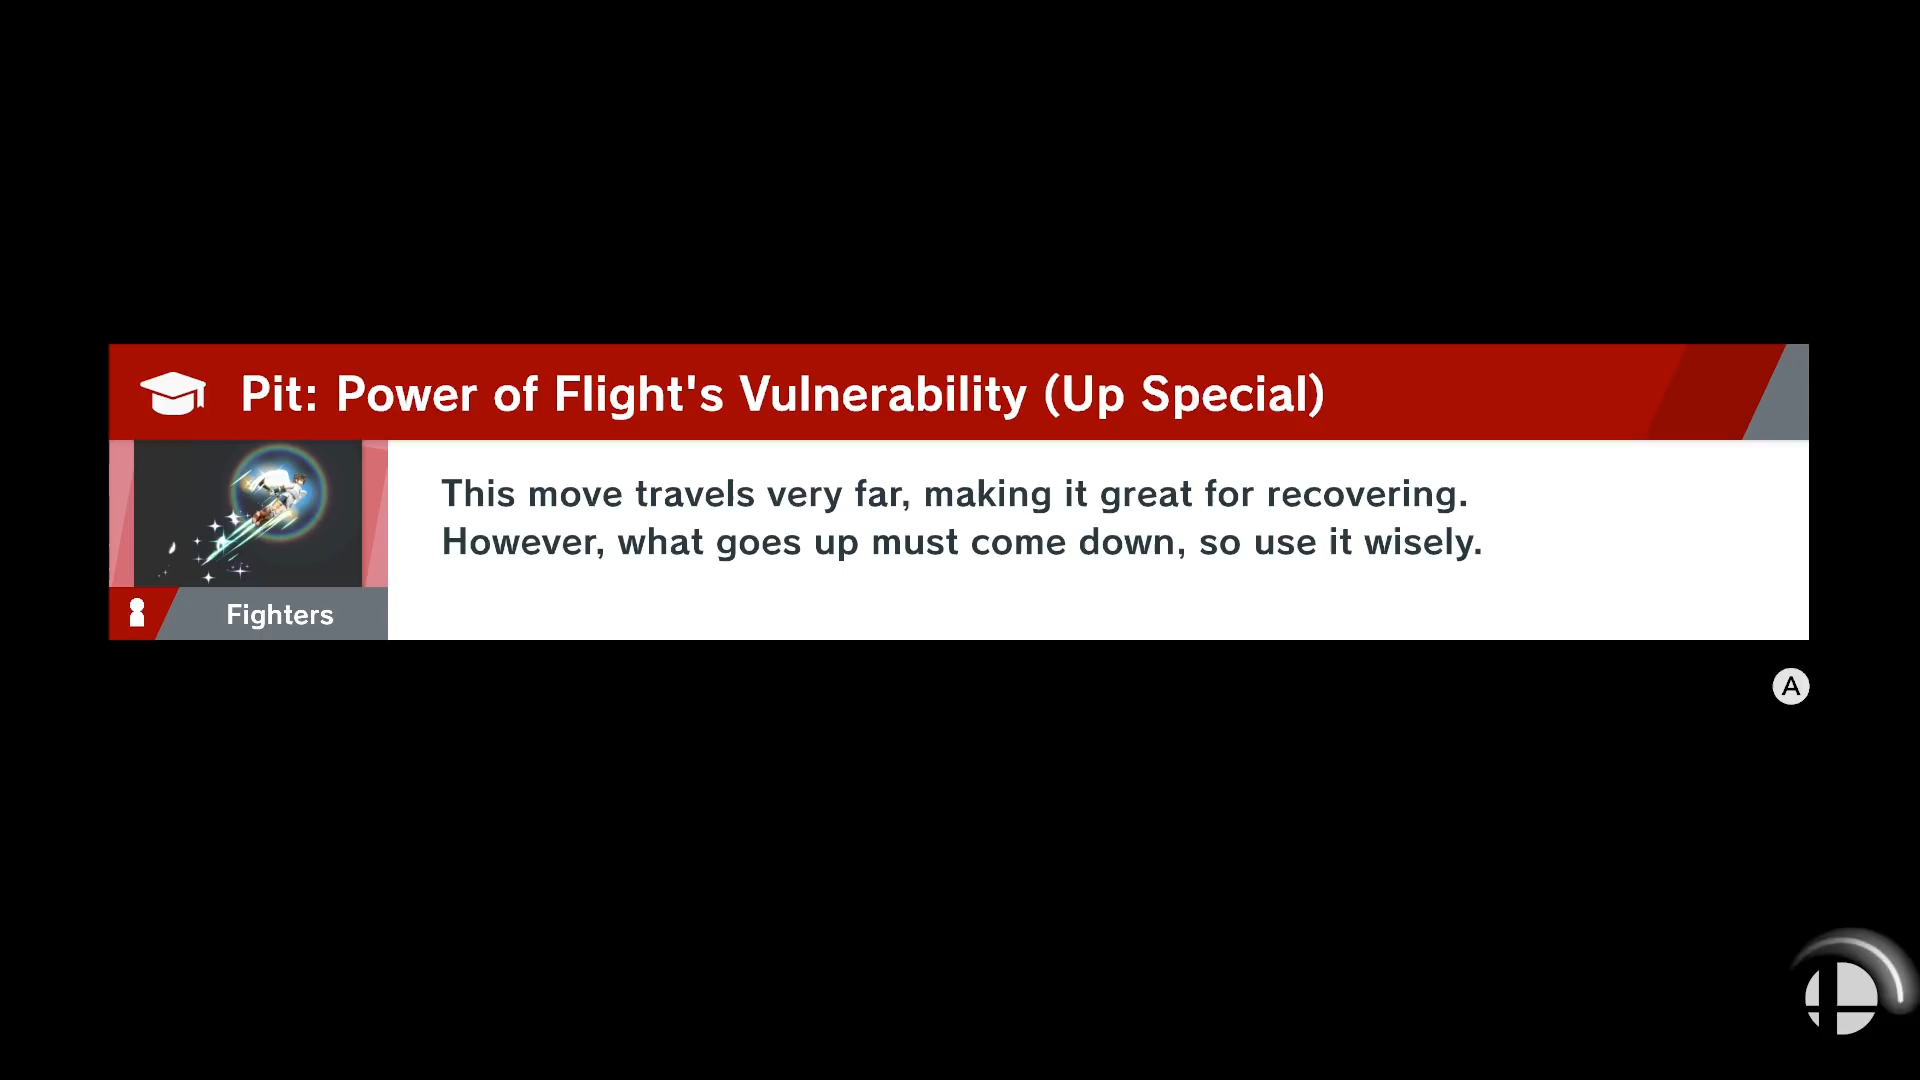 Pit: Power of Flight's Vulnerability (Up Special)
This move travels very far, making it great for recovering.
However, what goes up must come down, so use it wisely.
Fighters
A